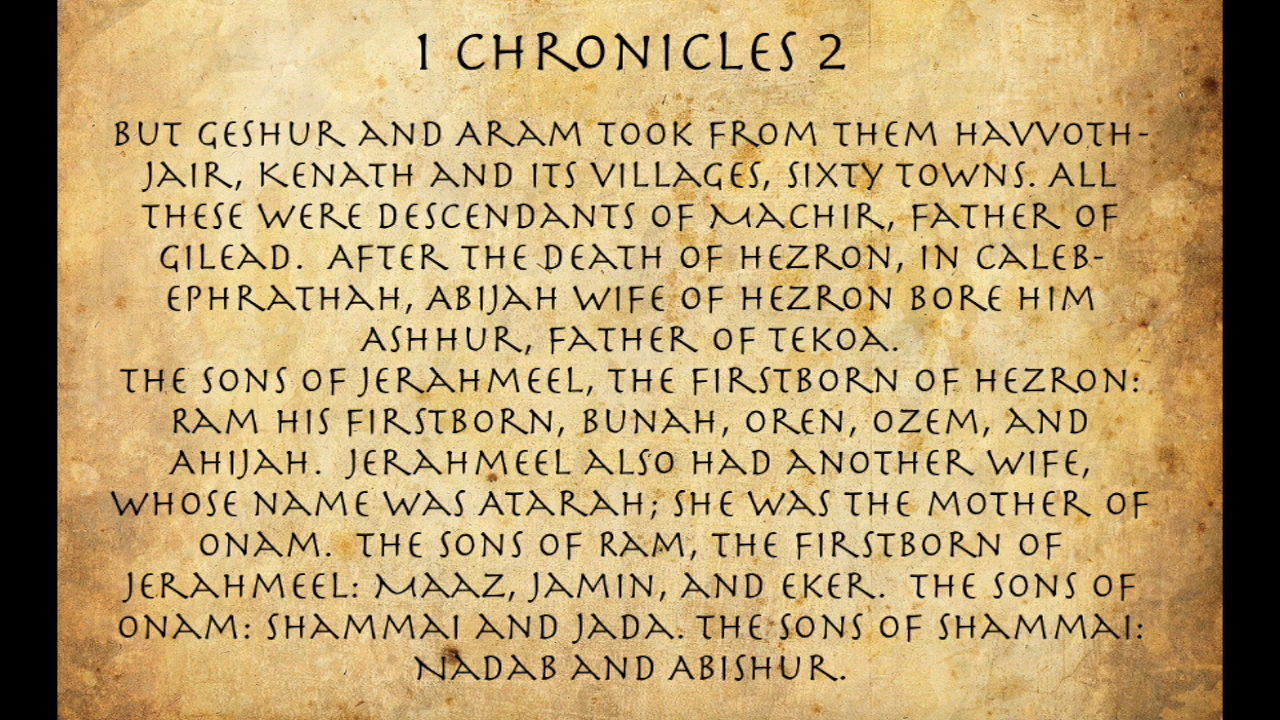 1 CHRONICLES 2
BUT GESHUR AND ARAM TOOK FROM THEM HAVVOTH-
JAIR, KENATH AND ITS VILLAGES, SIXTY TOWNS. ALL
THESE WERE DESCENDANTS OF MACHIR, FATHER OF
GILEAD. AFTER THE DEATH OF HEZRON, IN CALEB-
EPHRATHAH, ABIJAH WIFE OF HEZRON BORE HIM
ASHHUR, FATHER OF TEKOA.
THE SONS OF JERAHMEEL, THE FIRSTBORN OF HEZRON:
RAM HIS FIRSTBORN, BUNAH, OREN, OZEM, AND
AHIJAH. JERAHMEEL ALSO HAD ANOTHER WIFE,
WHOSE NAME WAS ATARAH; SHE WAS THE MOTHER OF
ONAM. THE SONS OF RAM, THE FIRSTBORN OF
JERAHMEEL: MAAZ, JAMIN, AND EKER. THE SONS OF
ONAM: SHAMMAI AND JADA. THE SONS OF SHAMMAI:
NADAB AND ABISHUR.